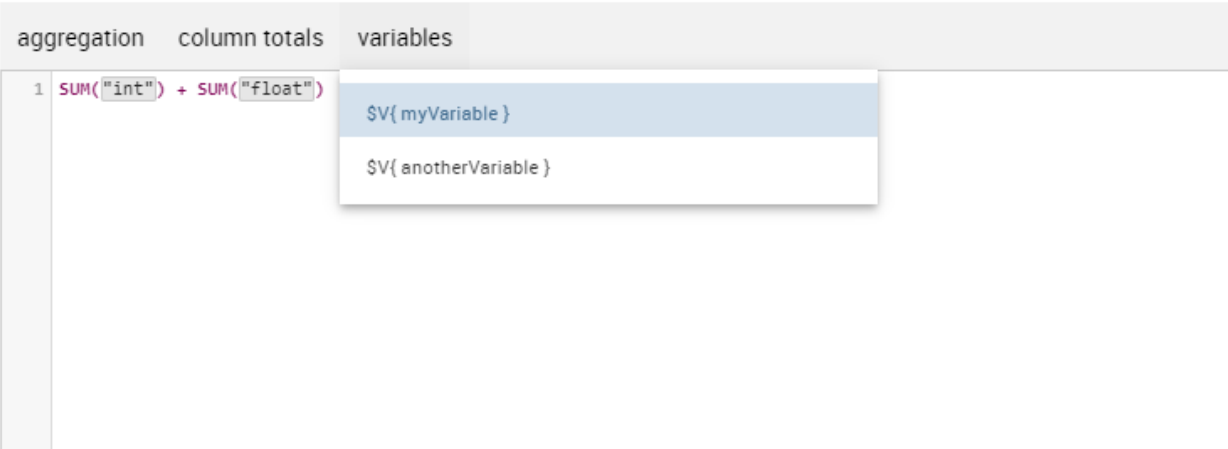 aggregation column totals variables
1 SUM("int") + SUM("float")
$V{ myVariable }
$V{ anotherVariable }